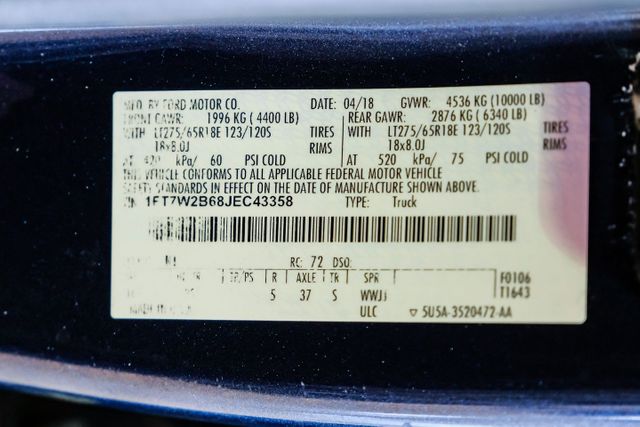 MFD. BY FORD MOTOR CO. DATE: 04/18 GVWR: 4536 KG (10000 LB)
FRONT GAWR: 1996 KG (4400 LB) REAR GAWR: 2876 KG (6340 LB)
WITH LT275/65R18E 123/120S TIRES WITH LT275/65R18E 123/120S TIRES
18x8.0J RIMS 18x8.0J RIMS
AT 420 kPa/ 60 PSI COLD AT 520 kPa/ 75 PSI COLD
THIS VEHICLE CONFORMS TO ALL APPLICABLE FEDERAL MOTOR VEHICLE
SAFETY STANDARDS IN EFFECT ON THE DATE OF MANUFACTURE SHOWN ABOVE.
VIN: 1FT7W2B68JEC43358 TYPE: Truck
N1 RC: 72 DSO:
R AXLE TR SPR F0106
5 37 S WWJJ T1643
ULC ▽ 5U5A-3520472-AA